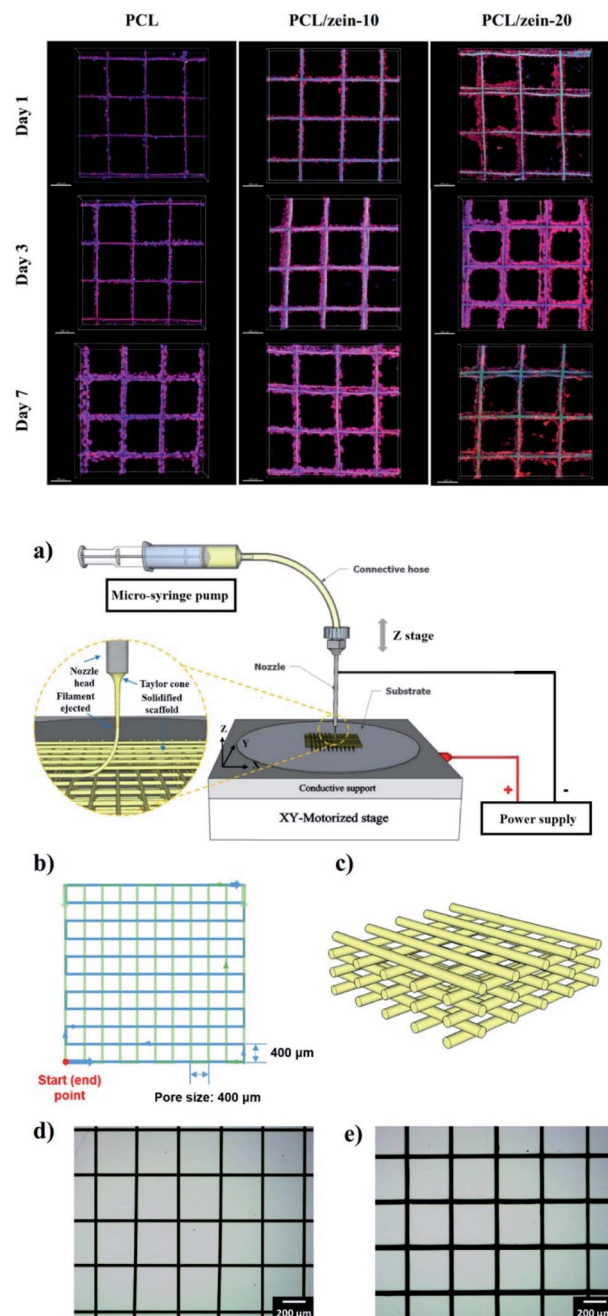 PCL PCL/zein-10 PCL/zein-20
Day 1
Day 3
Day 7
a)
Connective hose
Micro-syringe pump
Z stage
Nozzle
head
Filament
ejected
Taylor cone
Solidified
scaffold
Nozzle
Substrate
Z
Y
X
Conductive support
XY-Motorized stage
+
-
Power supply
b)
c)
400 µm
Start (end)
point
Pore size: 400 µm
d)
e)
200 µm
200 µm